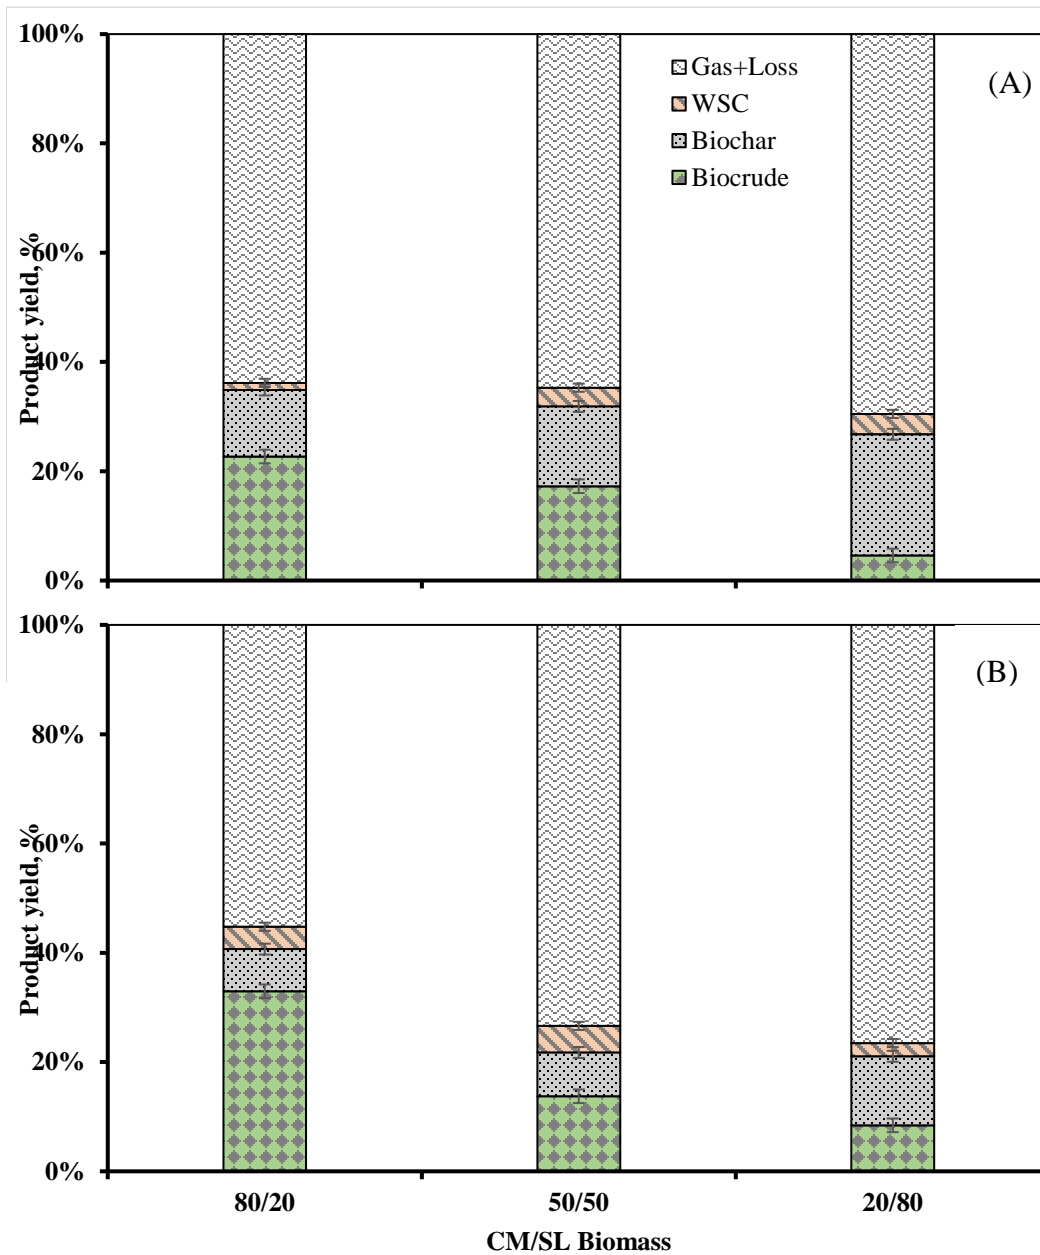 100%
80%
60%
40%
20%
0%
Product yield, %
Gas+Loss
WSC
Biochar
Biocrude
(A)
100%
80%
60%
40%
20%
0%
Product yield, %
(B)
80/20
50/50
20/80
CM/SL Biomass